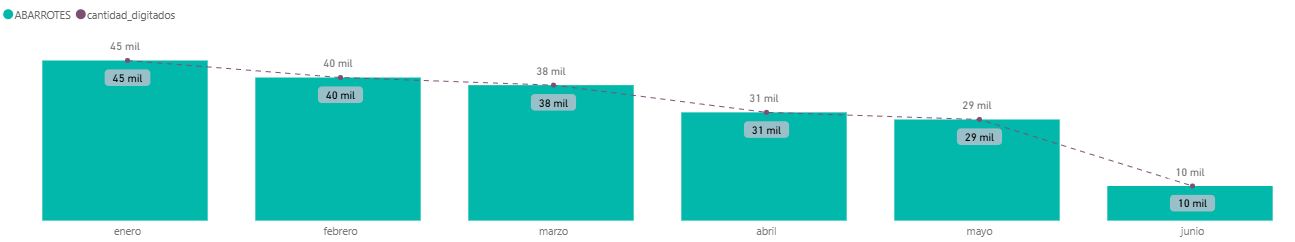 ABARROTES cantidad_digitados
45 mil
40 mil
38 mil
31 mil
29 mil
10 mil
45 mil
40 mil
38 mil
31 mil
29 mil
10 mil
enero febrero marzo abril mayo junio